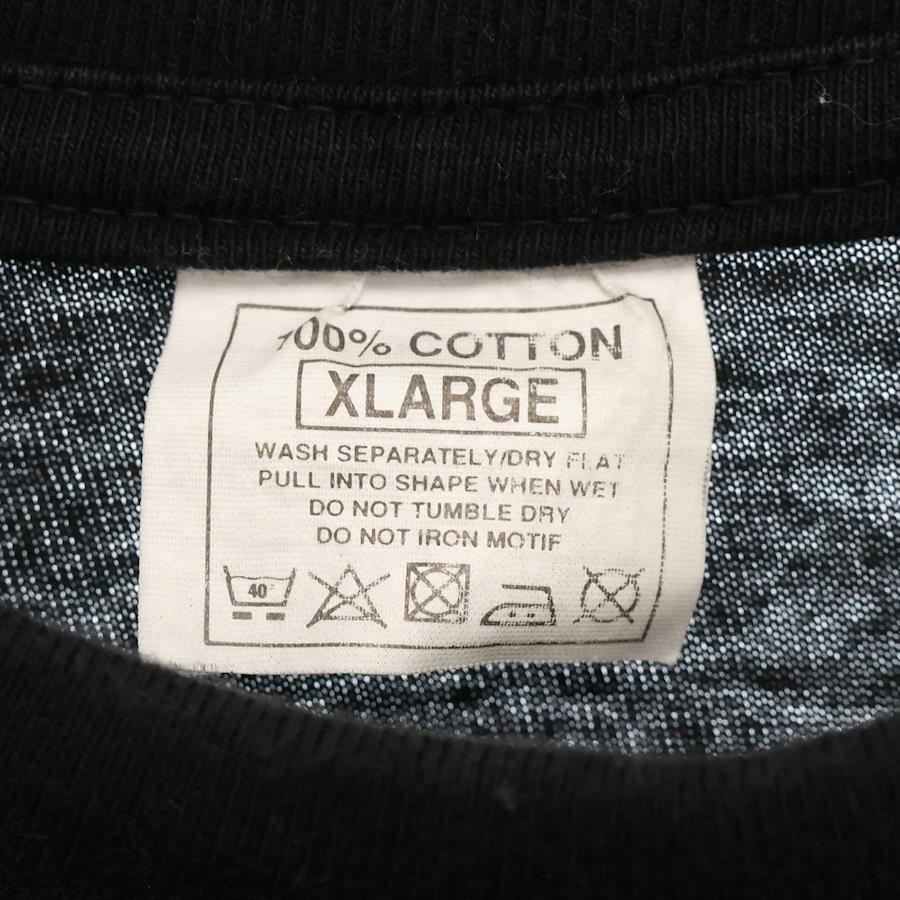 100% COTTON
XLARGE
WASH SEPARATELY/DRY FLAT
PULL INTO SHAPE WHEN WET
DO NOT TUMBLE DRY
DO NOT IRON MOTIF
40°